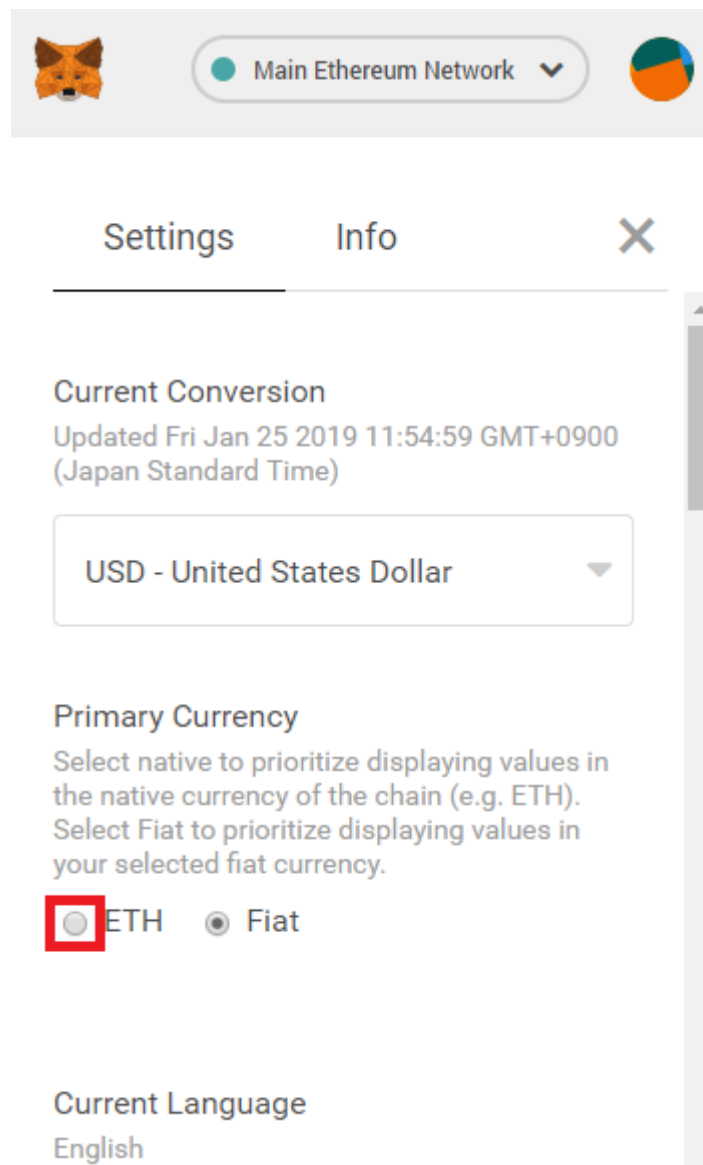 Main Ethereum Network
Settings Info
Current Conversion
Updated Fri Jan 25 2019 11:54:59 GMT+0900
(Japan Standard Time)
USD - United States Dollar
Primary Currency
Select native to prioritize displaying values in
the native currency of the chain (e.g. ETH).
Select Fiat to prioritize displaying values in
your selected fiat currency.
ETH Fiat
Current Language
English